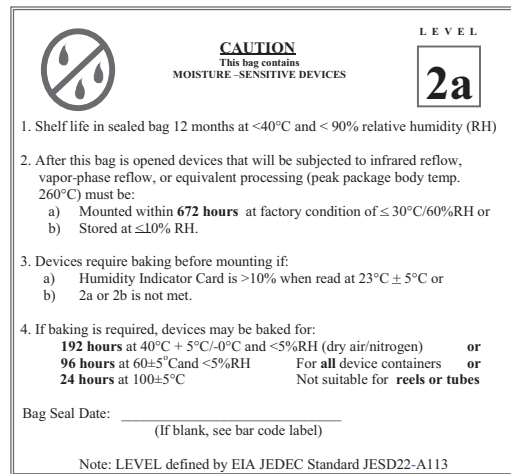 L E V E L
CAUTION
This bag contains
MOISTURE –SENSITIVE DEVICES
2a
1. Shelf life in sealed bag 12 months at <40°C and < 90% relative humidity (RH)
2. After this bag is opened devices that will be subjected to infrared reflow,
vapor-phase reflow, or equivalent processing (peak package body temp.
260°C) must be:
a) Mounted within 672 hours at factory condition of ≤ 30°C/60%RH or
b) Stored at ≤10% RH.
3. Devices require baking before mounting if:
a) Humidity Indicator Card is >10% when read at 23°C ± 5°C or
b) 2a or 2b is not met.
4. If baking is required, devices may be baked for:
192 hours at 40°C + 5°C/-0°C and <5%RH (dry air/nitrogen) or
96 hours at 60±5°Cand <5%RH For all device containers or
24 hours at 100±5°C Not suitable for reels or tubes
Bag Seal Date: ______________________________
(If blank, see bar code label)
Note: LEVEL defined by EIA JEDEC Standard JESD22-A113